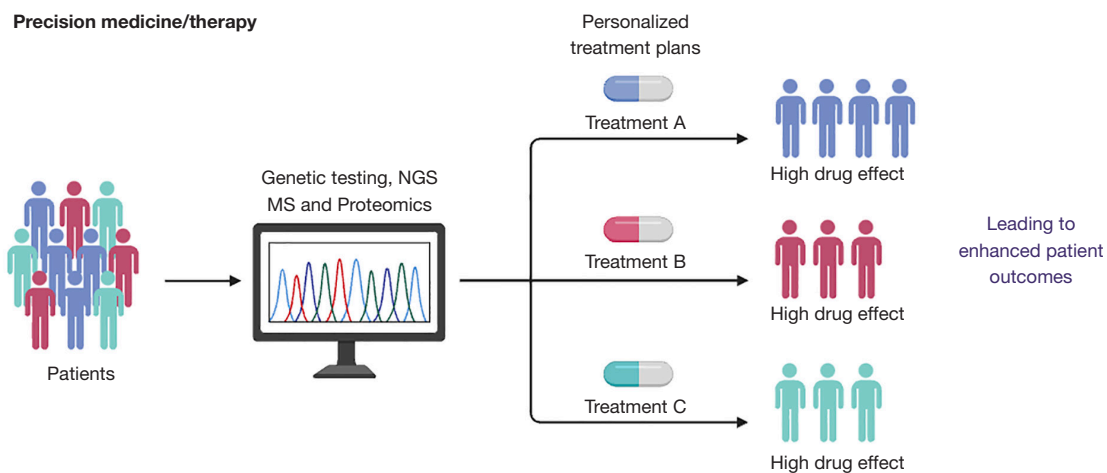 Precision medicine/therapy
Personalized
treatment plans
Treatment A
High drug effect
Genetic testing, NGS
MS and Proteomics
Patients
Treatment B
High drug effect
Leading to
enhanced patient
outcomes
Treatment C
High drug effect